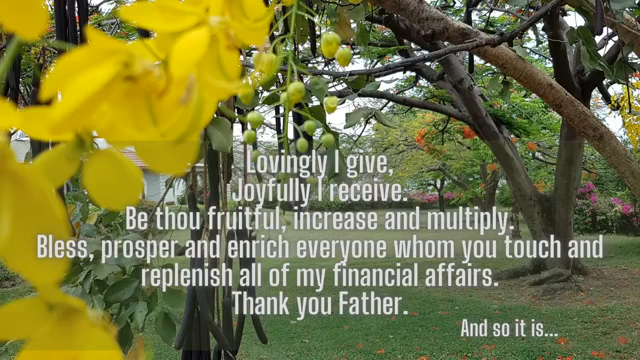 Lovingly I give,
Joyfully I receive.
Be thou fruitful, increase and multiply.
Bless, prosper and enrich everyone whom you touch and
replenish all of my financial affairs.
Thank you Father.
And so it is...